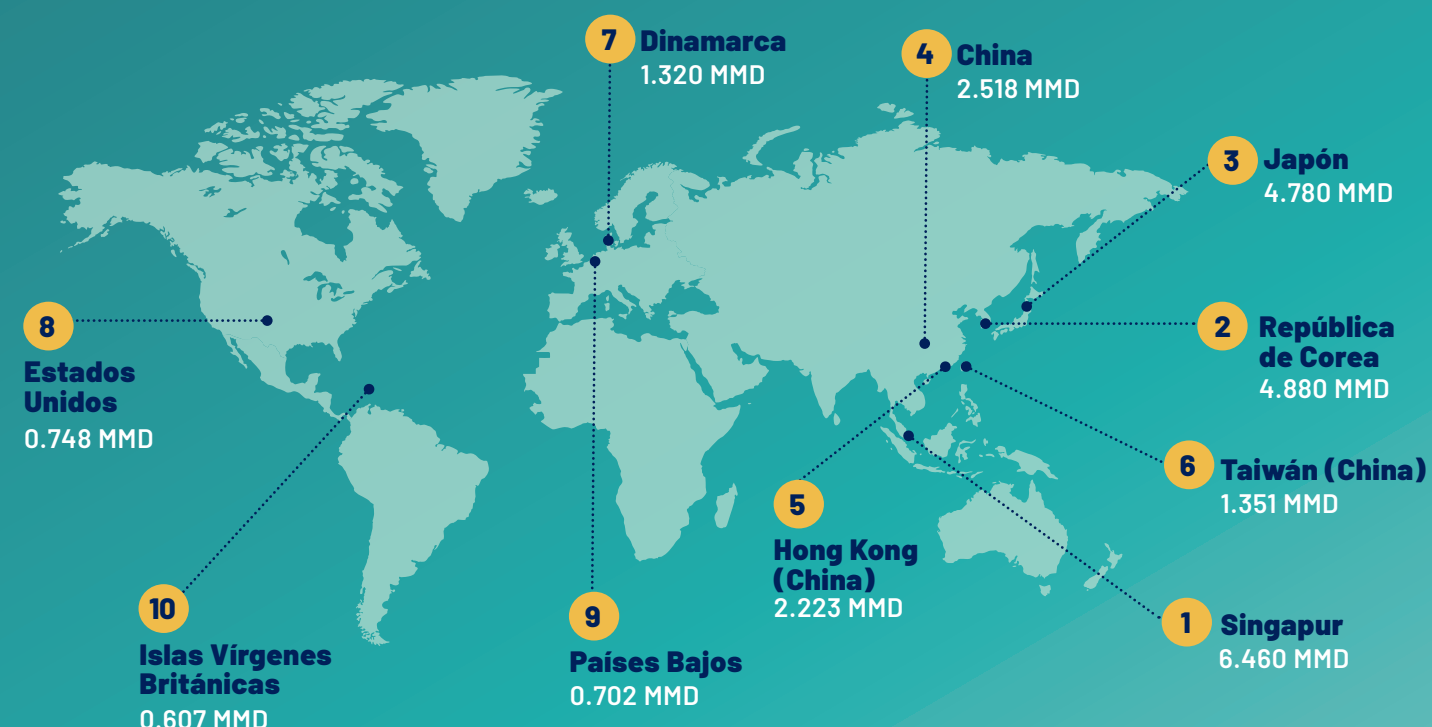 7
Dinamarca
1.320 MMD
4
China
2.518 MMD
3
Japón
4.780 MMD
8
Estados
Unidos
0.748 MMD
2
República
de Corea
4.880 MMD
6
Taiwán (China)
1.351 MMD
5
Hong Kong
(China)
2.223 MMD
10
Islas Vírgenes
Británicas
0.607 MMD
9
Países Bajos
0.702 MMD
1
Singapur
6.460 MMD